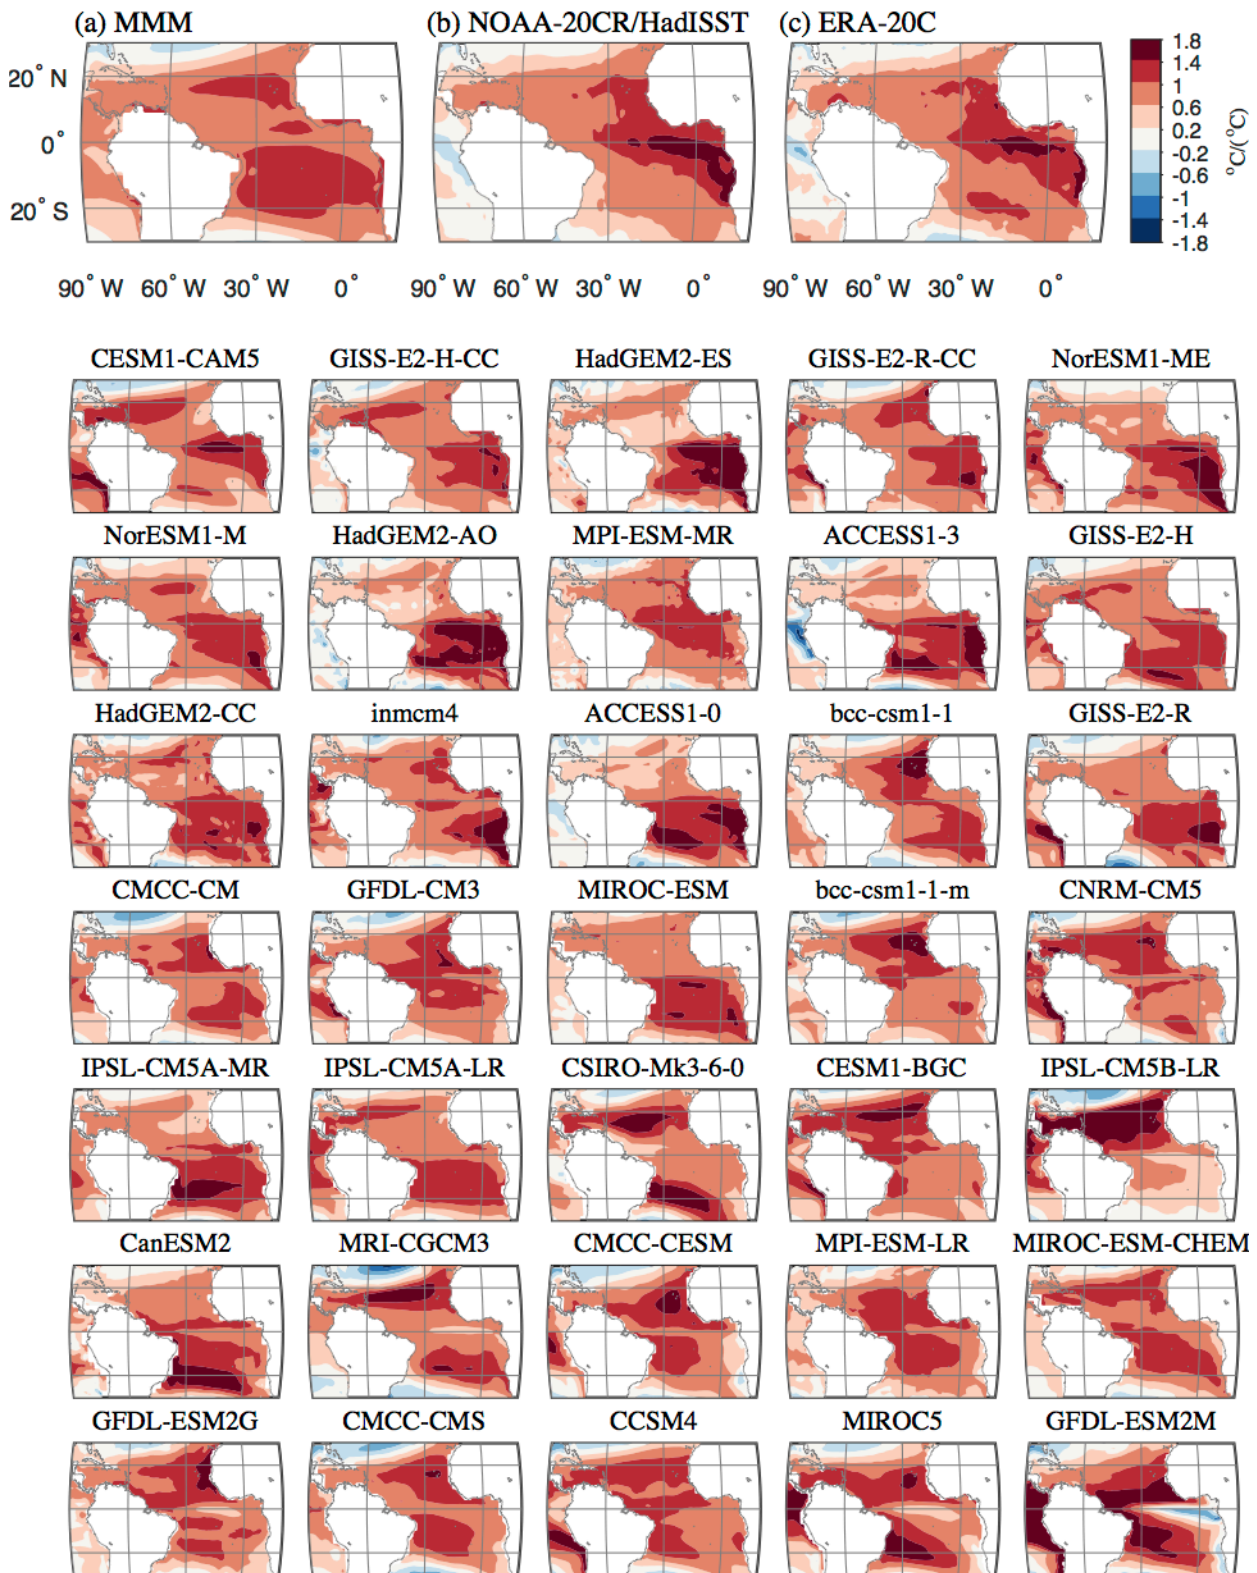 (a) MMM (b) NOAA-20CR/HadISST (c) ERA-20C
20° N
0°
20° S
90° W 60° W 30° W 0° 90° W 60° W 30° W 0° 90° W 60° W 30° W 0°
1.8
1.4
1
0.6
0.2
-0.2
-0.6
-1
-1.4
-1.8
°C/(°C)
CESM1-CAM5 GISS-E2-H-CC HadGEM2-ES GISS-E2-R-CC NorESM1-ME
NorESM1-M HadGEM2-AO MPI-ESM-MR ACCESS1-3 GISS-E2-H
HadGEM2-CC inmcm4 ACCESS1-0 bcc-csm1-1 GISS-E2-R
CMCC-CM GFDL-CM3 MIROC-ESM bcc-csm1-1-m CNRM-CM5
IPSL-CM5A-MR IPSL-CM5A-LR CSIRO-Mk3-6-0 CESM1-BGC IPSL-CM5B-LR
CanESM2 MRI-CGCM3 CMCC-CESM MPI-ESM-LR MIROC-ESM-CHEM
GFDL-ESM2G CMCC-CMS CCSM4 MIROC5 GFDL-ESM2M